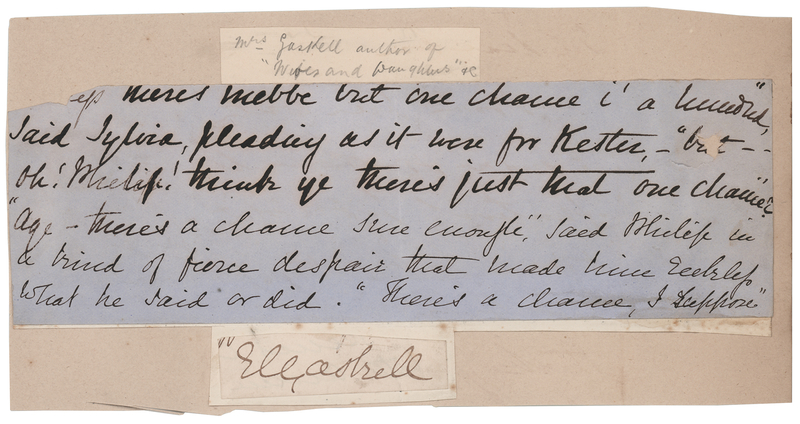 Mrs Gaskell author of
"Wives and Daughters" &c
theres mebbe but one chance i' a hundred",
said Sylvia, pleading as it were for Kester, - "but - -
oh! Philip! think ye there's just that one chance"?
"Aye - there's a chance sure enough", said Philip in
a kind of fierce despair that made him reckless
what he said or did. "There's a chance, I suppose"
"
E C Gaskell